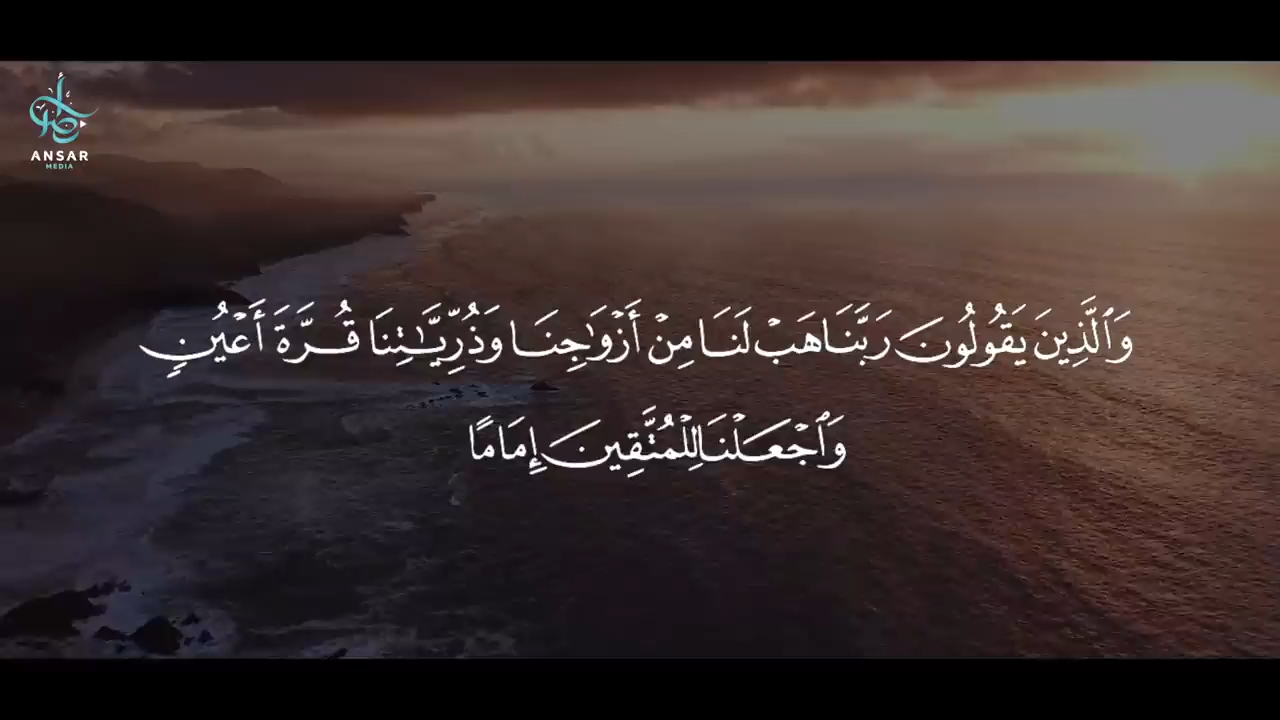 ANSAR
MEDIA
وَٱلَّذِينَ يَقُولُونَ رَبَّنَا هَبْ لَنَا مِنْ أَزْوَٰجِنَا وَذُرِّيَّـٰتِنَا قُرَّةَ أَعْيُنٍ
وَٱجْعَلْنَا لِلْمُتَّقِينَ إِمَامًا